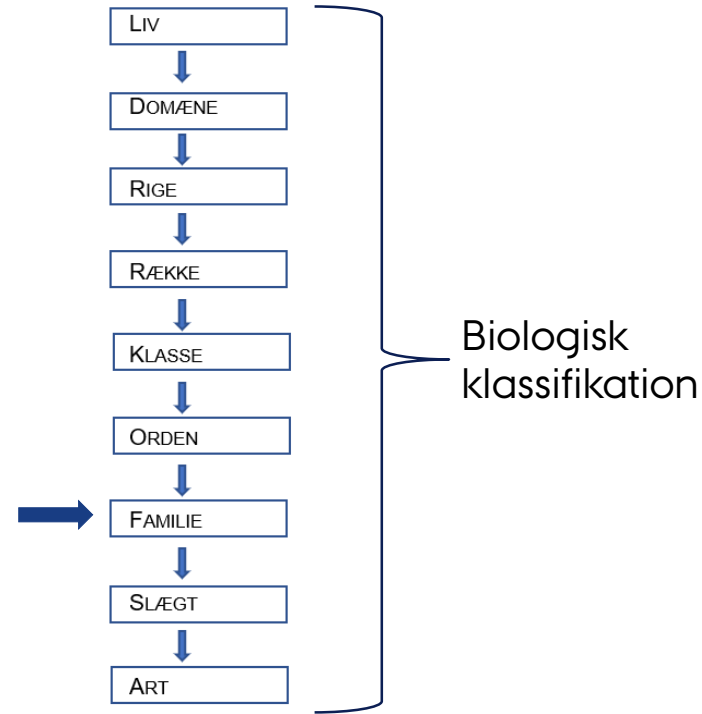 LIV
DOMÆNE
RIGE
RÆKKE
KLASSE
ORDEN
FAMILIE
SLÆGT
ART
Biologisk
klassifikation